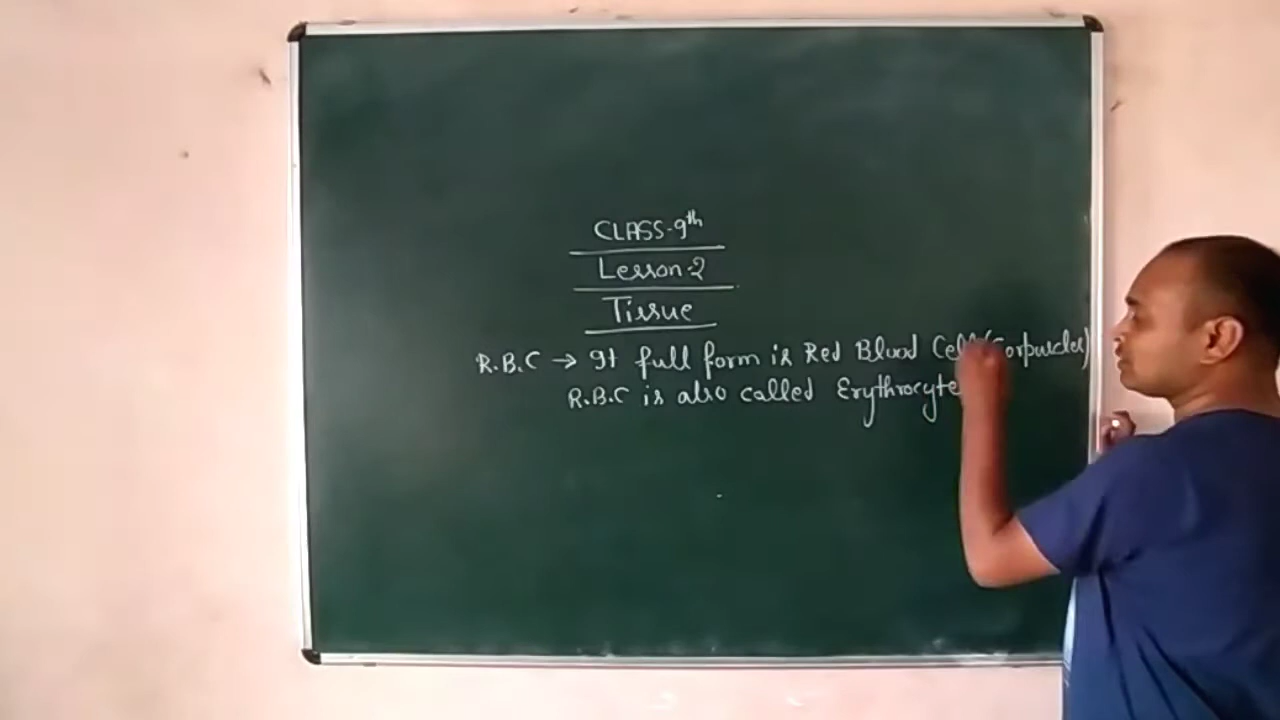 CLASS-9th
Lesson-2
Tissue
R.B.C → It full form is Red Blood Cell (Corpuscles)
R.B.C is also called Erythrocyte